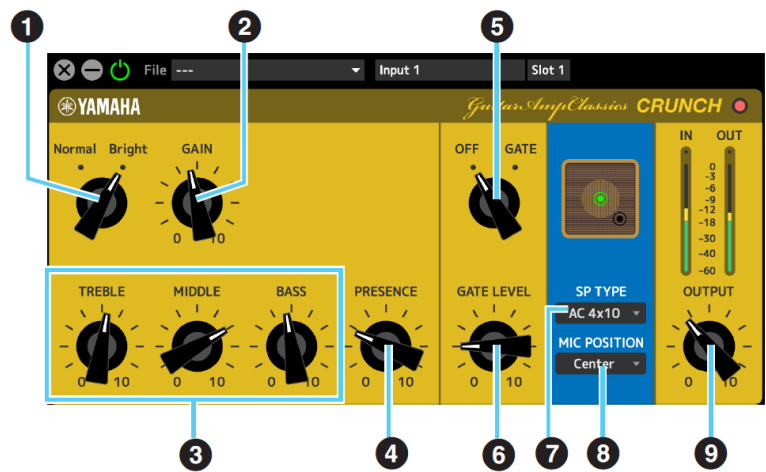 1
2
5
File ---
Input 1
Slot 1
YAMAHA
Guitar Amp Classics CRUNCH
Normal Bright
GAIN
0 10
OFF GATE
IN OUT
0
-3
-6
-9
-12
-18
-30
-40
-60
TREBLE
0 10
MIDDLE
0 10
BASS
0 10
PRESENCE
0 10
GATE LEVEL
0 10
SP TYPE
AC 4x10
MIC POSITION
Center
OUTPUT
0 10
3
4
6
7
8
9